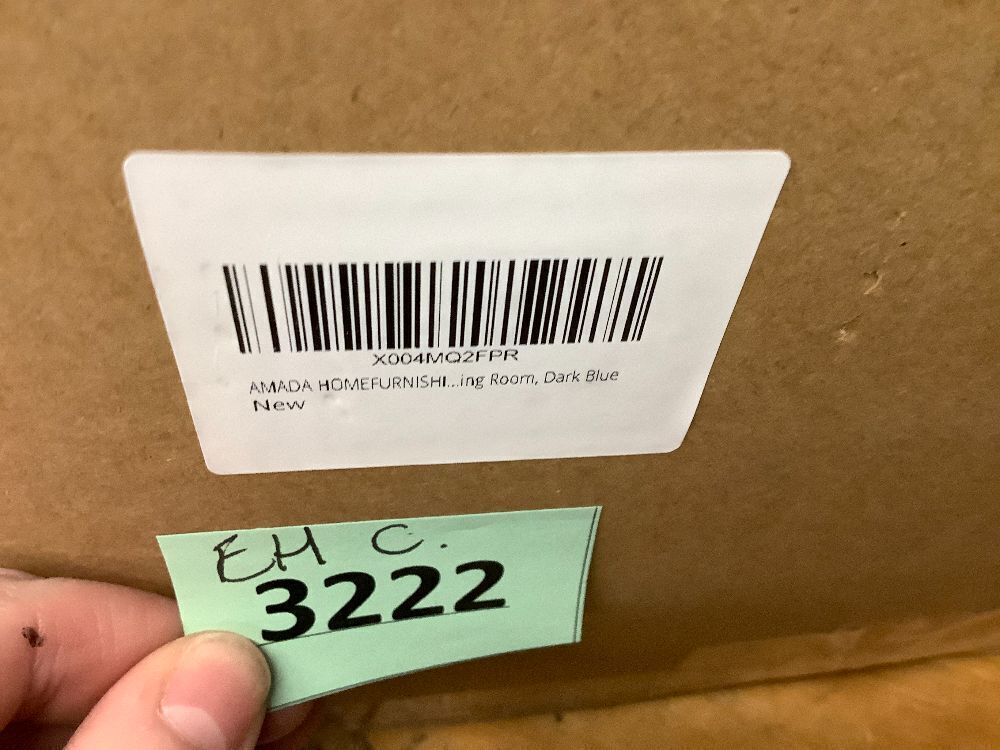 X004MQ2FPR
AMADA HOMEFURNISHI...ing Room, Dark Blue
New
EH C.
3222